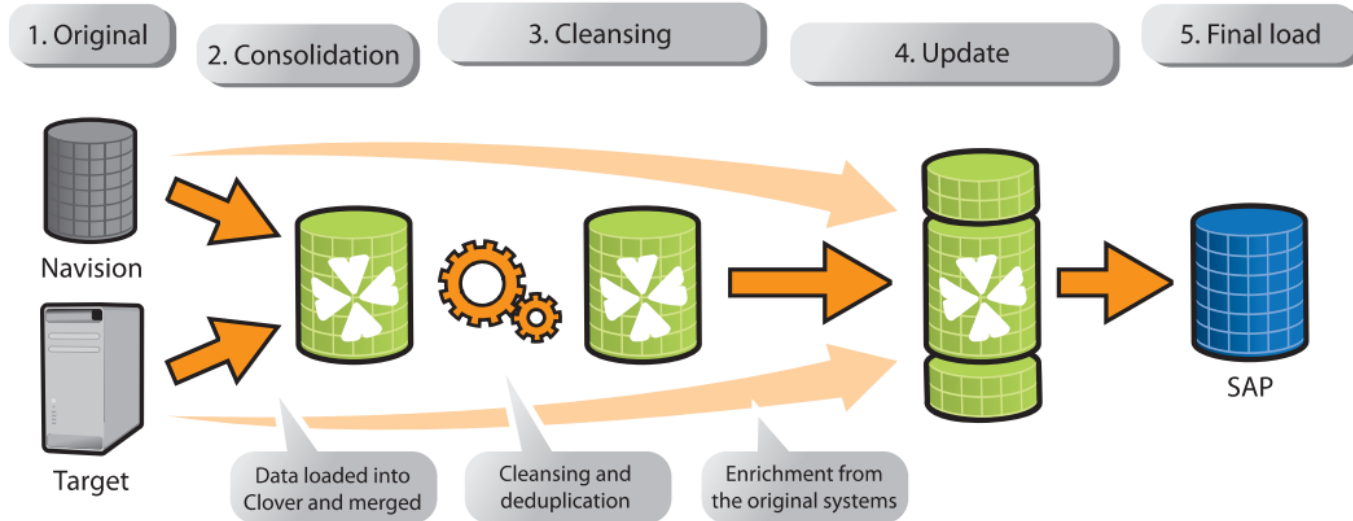 1. Original
2. Consolidation
3. Cleansing
4. Update
5. Final load
Navision
Target
SAP
Data loaded into
Clover and merged
Cleansing and
deduplication
Enrichment from
the original systems